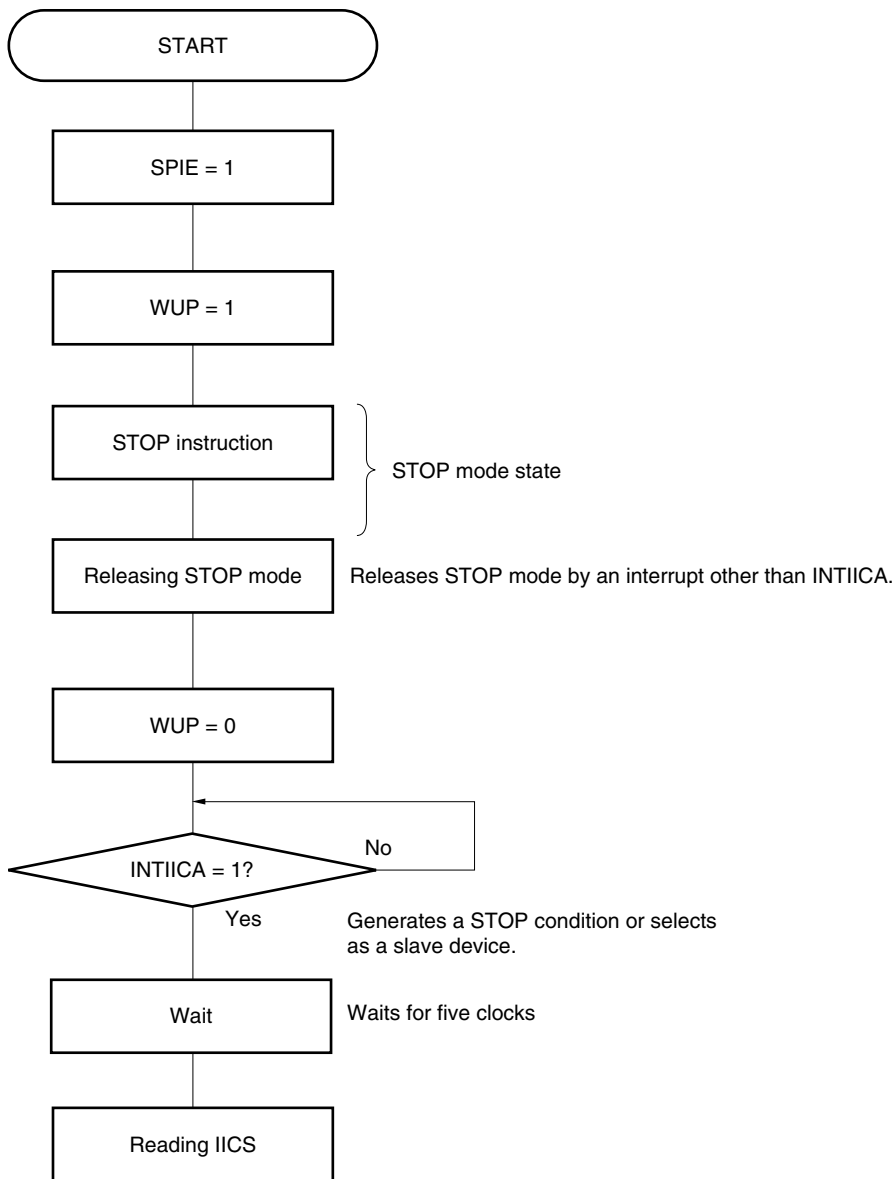 START
SPIE = 1
WUP = 1
STOP instruction
STOP mode state
Releasing STOP mode
Releases STOP mode by an interrupt other than INTIICA.
WUP = 0
INTIICA = 1?
No
Yes
Generates a STOP condition or selects
as a slave device.
Wait
Waits for five clocks
Reading IICS